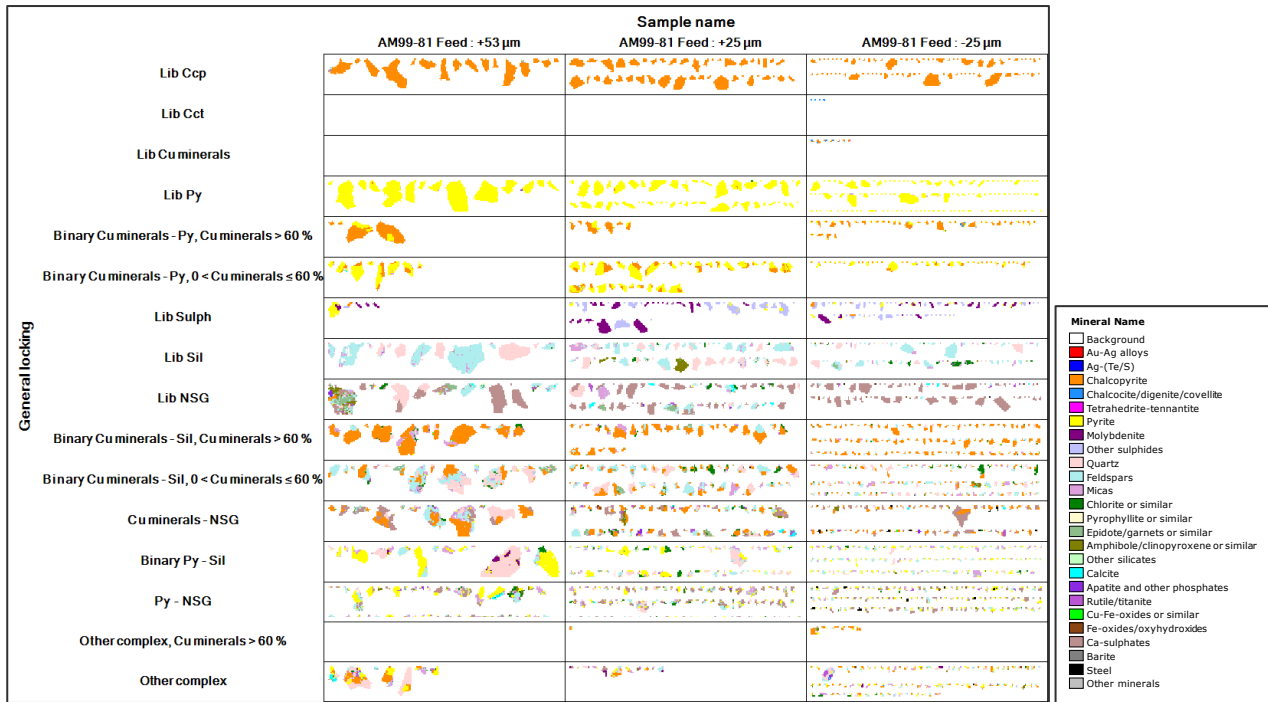 Sample name
AM99-81 Feed : +53 µm
AM99-81 Feed : +25 µm
AM99-81 Feed : -25 µm
General locking
Lib Ccp
Lib Cct
Lib Cu minerals
Lib Py
Binary Cu minerals - Py, Cu minerals > 60 %
Binary Cu minerals - Py, 0 < Cu minerals ≤ 60 %
Lib Sulph
Lib Sil
Lib NSG
Binary Cu minerals - Sil, Cu minerals > 60 %
Binary Cu minerals - Sil, 0 < Cu minerals ≤ 60 %
Cu minerals - NSG
Binary Py - Sil
Py - NSG
Other complex, Cu minerals > 60 %
Other complex
Mineral Name
Background
Au-Ag alloys
Ag-(Te/S)
Chalcopyrite
Chalcocite/digenite/covellite
Tetrahedrite-tennantite
Pyrite
Molybdenite
Other sulphides
Quartz
Feldspars
Micas
Chlorite or similar
Pyrophyllite or similar
Epidote/garnets or similar
Amphibole/clinopyroxene or similar
Other silicates
Calcite
Apatite and other phosphates
Rutile/titanite
Cu-Fe-oxides or similar
Fe-oxides/oxyhydroxides
Ca-sulphates
Barite
Steel
Other minerals